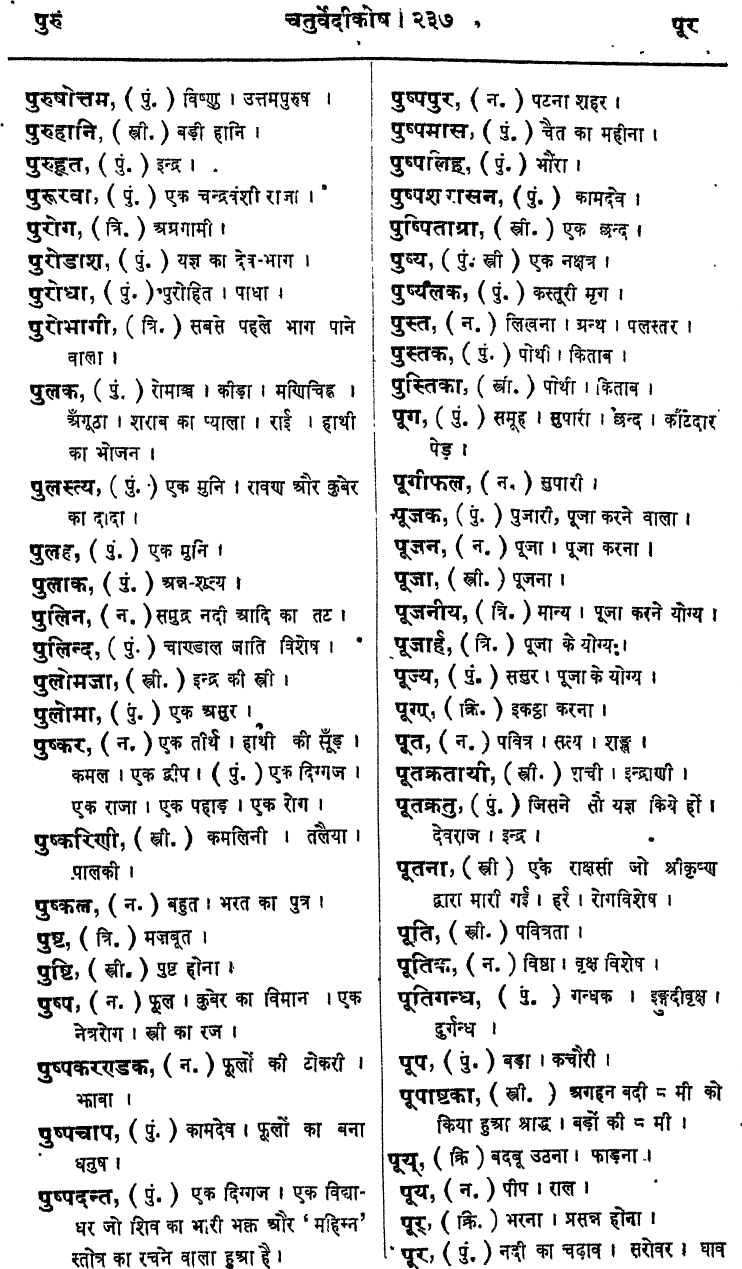 पुरु
चतुर्वेदीकोष । २३७
पूर
पुरुषोत्तम, ( पुं. ) विष्णु । उत्तमपुरुष ।
पुरुहानि, ( स्त्री. ) बड़ी हानि ।
पुरुहूत, ( पुं. ) इन्द्र ।
पुरूरवा, ( पुं. ) एक चन्द्रवंशी राजा ।
पुरोग, ( त्रि. ) अग्रगामी ।
पुरोडाश, ( पुं. ) यज्ञ का देव-भाग ।
पुरोधा, ( पुं. ) पुरोहित । पाधा ।
पुरोभागी, ( त्रि. ) सबसे पहले भाग पाने
वाला ।
पुलक, ( पुं. ) रोमाञ्च । कीड़ा । मणिचिह्न ।
अँगूठा । शराब का प्याला । राई । हाथी
का भोजन ।
पुलस्त्य, ( पुं. ) एक मुनि । रावण और कुबेर
का दादा ।
पुलह, ( पुं. ) एक मुनि ।
पुलाक, ( पुं. ) अन्न-शून्य ।
पुलिन, ( न. ) समुद्र नदी आदि का तट ।
पुलिन्द, ( पुं. ) चाण्डाल जाति विशेष ।
पुलोमजा, ( स्त्री. ) इन्द्र की स्त्री ।
पुलोमा, ( पुं. ) एक असुर ।
पुष्कर, ( न. ) एक तीर्थ । हाथी की सूँड़ ।
कमल । एक द्वीप । ( पुं. ) एक दिग्गज ।
एक राजा । एक पहाड़ । एक रोग ।
पुष्करिणी, ( स्त्री. ) कमलिनी । तलैया ।
पालकी ।
पुष्कल, ( न. ) बहुत । भरत का पुत्र ।
पुष्ट, ( त्रि. ) मज़बूत ।
पुष्टि, ( स्त्री. ) पुष्ट होना ।
पुष्प, ( न. ) फूल । कुबेर का विमान । एक
नेत्ररोग । स्त्री का रज ।
पुष्पकरण्डक, ( न. ) फूलों की टोकरी ।
झाबा ।
पुष्पचाप, ( पुं. ) कामदेव । फूलों का बना
धनुष ।
पुष्पदन्त, ( पुं. ) एक दिग्गज । एक विद्या-
धर जो शिव का भारी भक्त और ' महिम्न'
स्तोत्र का रचने वाला हुआ है ।
पुष्पपुर, ( न. ) पटना शहर ।
पुष्पमास, ( पुं. ) चैत का महीना ।
पुष्पलिह्, ( पुं. ) भौंरा ।
पुष्पशरासन, ( पुं. ) कामदेव ।
पुष्पिताग्रा, ( स्त्री. ) एक छन्द ।
पुष्य, ( पुं. स्त्री ) एक नक्षत्र ।
पुष्यलक, ( पुं. ) कस्तूरी मृग ।
पुस्त, ( न. ) लिखना । ग्रन्थ । पलस्तर ।
पुस्तक, ( पुं. ) पोथी । किताब ।
पुस्तिका, ( स्त्री. ) पोथी । किताब ।
पूग, ( पुं. ) समूह । सुपारी । छन्द । काँटेदार
पेड़ ।
पूगीफल, ( न. ) सुपारी ।
पूजक, ( पुं. ) पुजारी, पूजा करने वाला ।
पूजन, ( न. ) पूजा । पूजा करना ।
पूजा, ( स्त्री. ) पूजना ।
पूजनीय, ( त्रि. ) मान्य । पूजा करने योग्य ।
पूजार्ह, ( त्रि. ) पूजा के योग्य ।
पूज्य, ( पुं. ) ससुर । पूजा के योग्य ।
पूण्, ( क्रि. ) इकट्ठा करना ।
पूत, ( न. ) पवित्र । सत्य । शङ्ख ।
पूतक्रतायी, ( स्त्री. ) शची । इन्द्राणी ।
पूतक्रतु, ( पुं. ) जिसने सौ यज्ञ किये हों ।
देवराज । इन्द्र ।
पूतना, ( स्त्री ) एक राक्षसी जो श्रीकृष्ण
द्वारा मारी गई । हर्र । रोगविशेष ।
पूति, ( स्त्री. ) पवित्रता ।
पूतिक, ( न. ) विष्ठा । वृक्ष विशेष ।
पूतिगन्ध, ( पुं. ) गन्धक । इङ्गुदीवृक्ष ।
दुर्गन्ध ।
पूप, ( पुं. ) बड़ा । कचौरी ।
पूपाष्टका, ( स्त्री. ) अगहन बदी ८ मी को
किया हुआ श्राद्ध । बड़ों की ८ मी ।
पूय्, ( क्रि ) बदबू उठना । फाड़ना ।
पूय, ( न. ) पीप । राल ।
पूर्, ( क्रि. ) भरना । प्रसन्न होना ।
पूर, ( पुं. ) नदी का चढ़ाव । सरोवर । घाव